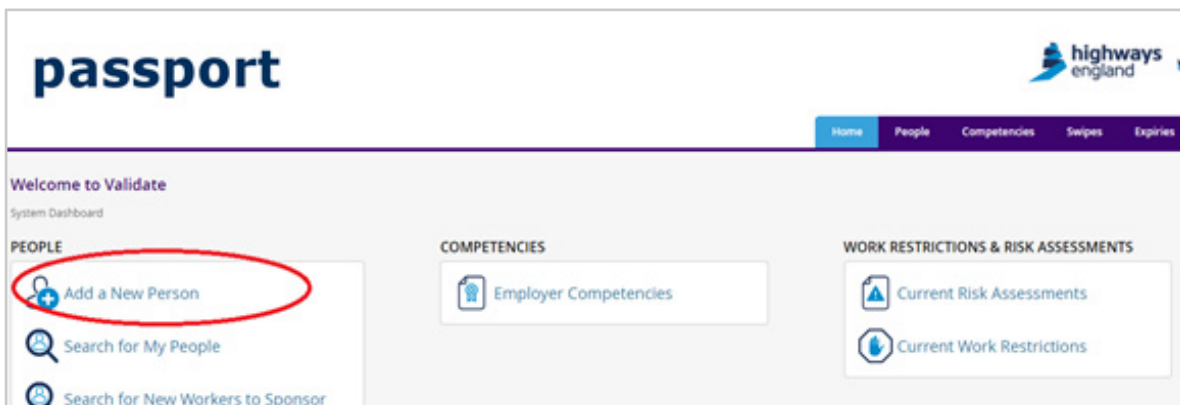 passport
highways
england
Home People Competencies Swipes Expiries
Welcome to Validate
System Dashboard
PEOPLE
Add a New Person
Search for My People
Search for New Workers to Sponsor
COMPETENCIES
Employer Competencies
WORK RESTRICTIONS & RISK ASSESSMENTS
Current Risk Assessments
Current Work Restrictions